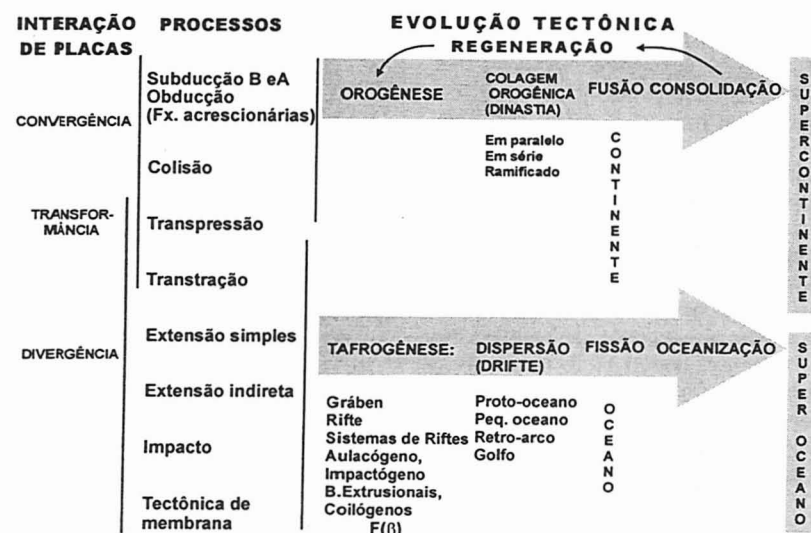 INTERAÇÃO
DE PLACAS
PROCESSOS
EVOLUÇÃO TECTÔNICA
REGENERAÇÃO
CONVERGÊNCIA
TRANSFOR-
MÂNCIA
DIVERGÊNCIA
Subducção B eA
Obducção
(Fx. acrescionárias)
Colisão
Transpressão
Transtração
Extensão simples
Extensão indireta
Impacto
Tectônica de
membrana
OROGÊNESE
COLAGEM
OROGÊNICA
(DINASTIA)
FUSÃO
CONSOLIDAÇÃO
Em paralelo
Em série
Ramificado
CONTINENTE
SUPERCONTINENTE
TAFROGÊNESE:
DISPERSÃO
(DRIFTE)
FISSÃO
OCEANIZAÇÃO
Gráben
Rifte
Sistemas de Riftes
Aulacógeno,
Impactógeno
B.Extrusionais,
Coilógenos
F(β)
Proto-oceano
Peq. oceano
Retro-arco
Golfo
OCEANO
SUPER OCEANO